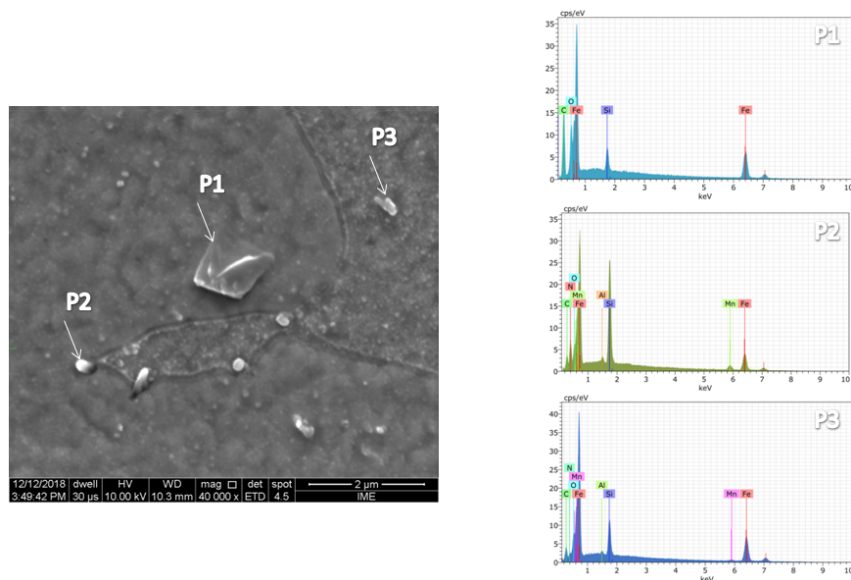 P1
P2
P3
12/12/2018 dwell HV WD mag □ det spot
3:49:42 PM 30 µs 10.00 kV 10.3 mm 40 000 x ETD 4.5
2 µm
IME
cps/eV
P1
35
30
25
20
15
10
5
0
C O Fe Si Fe
1 2 3 4 5 6 7 8 9 10
keV
cps/eV
P2
35
30
25
20
15
10
5
0
O
N
Mn Al
C Fe Si Mn Fe
1 2 3 4 5 6 7 8 9 10
keV
cps/eV
P3
40
35
30
25
20
15
10
5
0
N
Mn
O Al
C Fe Si Mn Fe
1 2 3 4 5 6 7 8 9 10
keV